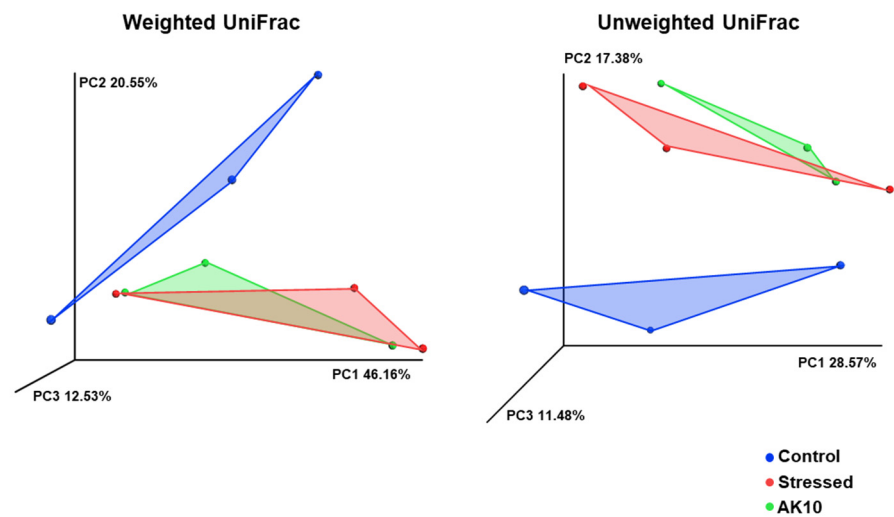 Weighted UniFrac
PC2 20.55%
PC1 46.16%
PC3 12.53%
Unweighted UniFrac
PC2 17.38%
PC1 28.57%
PC3 11.48%
Control
Stressed
AK10